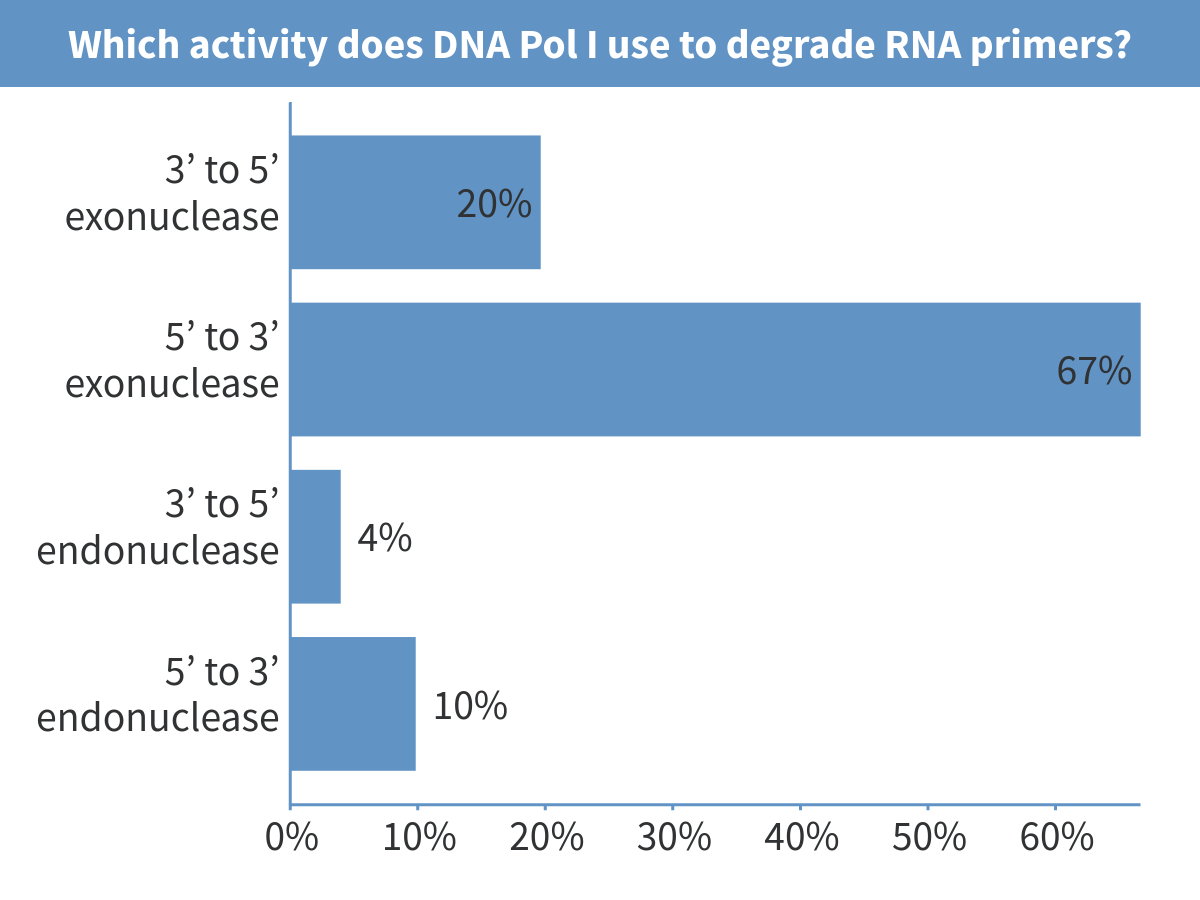 Which activity does DNA Pol I use to degrade RNA primers?
3’ to 5’
exonuclease
20%
5’ to 3’
exonuclease
67%
3’ to 5’
endonuclease
4%
5’ to 3’
endonuclease
10%
0% 10% 20% 30% 40% 50% 60%